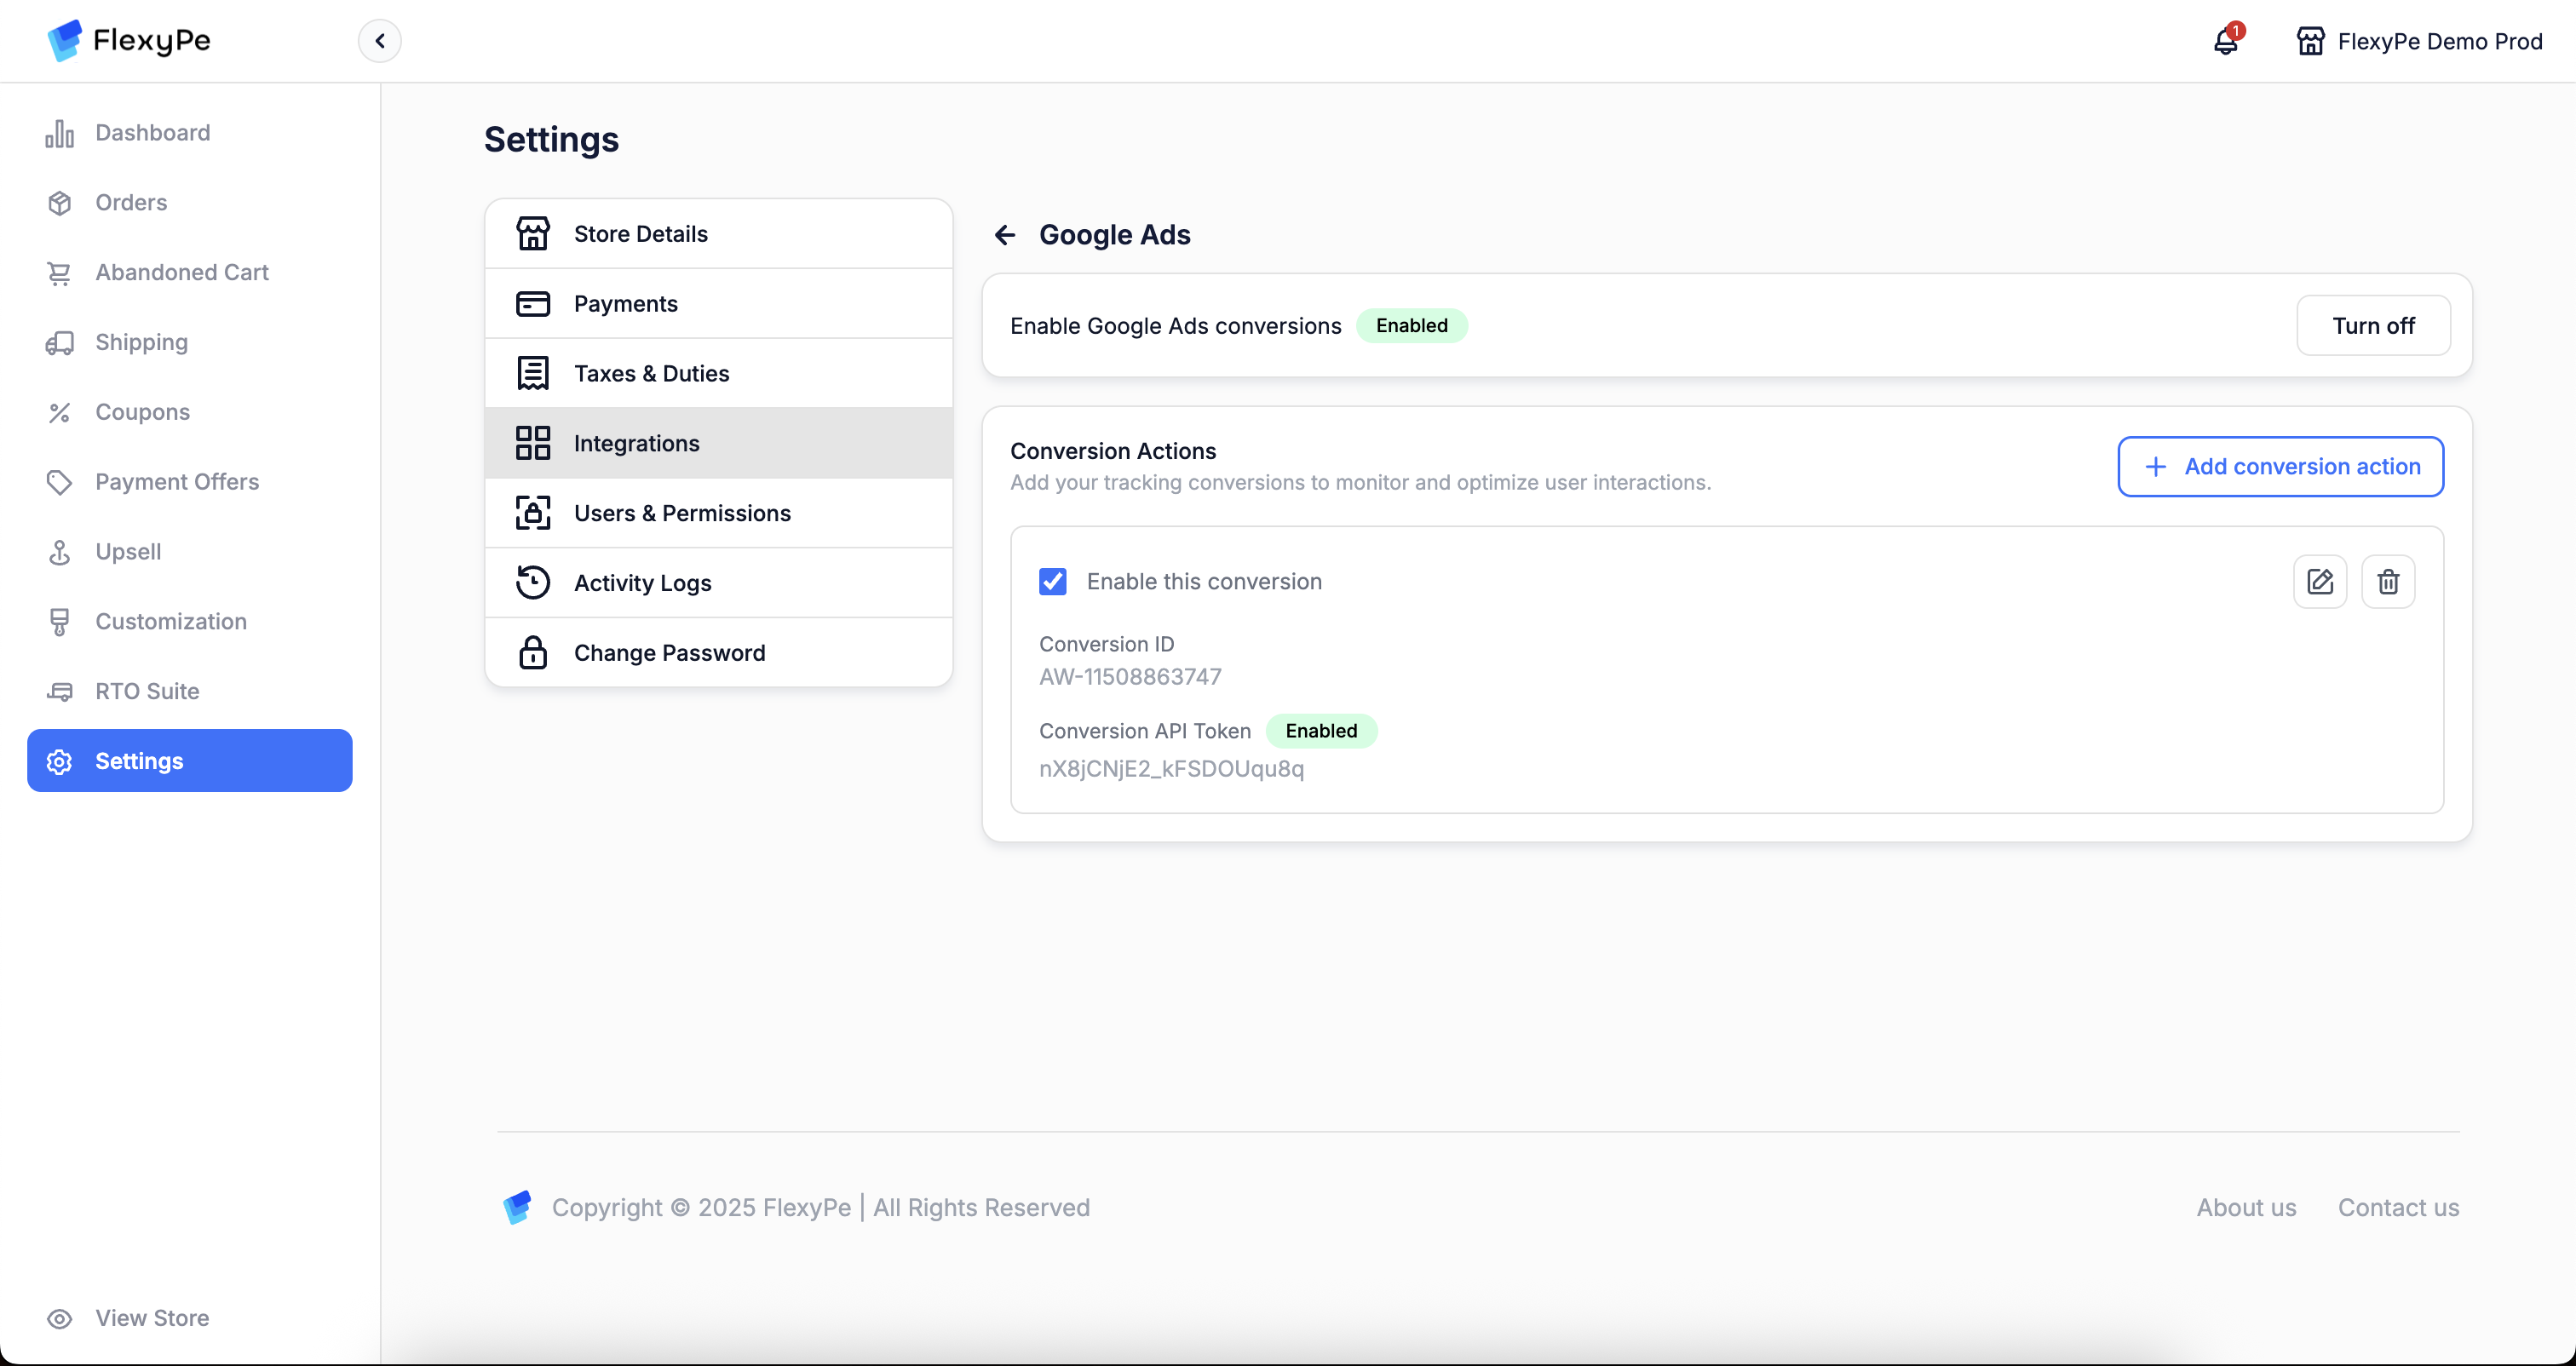 FlexyPe
1
FlexyPe Demo Prod
Dashboard
Orders
Abandoned Cart
Shipping
Coupons
Payment Offers
Upsell
Customization
RTO Suite
Settings
View Store
Settings
Store Details
Payments
Taxes & Duties
Integrations
Users & Permissions
Activity Logs
Change Password
Google Ads
Enable Google Ads conversions Enabled
Turn off
Conversion Actions
Add your tracking conversions to monitor and optimize user interactions.
Add conversion action
Enable this conversion
Conversion ID
AW-11508863747
Conversion API Token Enabled
nX8jCNjE2_kFSDOUqu8q
Copyright © 2025 FlexyPe | All Rights Reserved
About us
Contact us